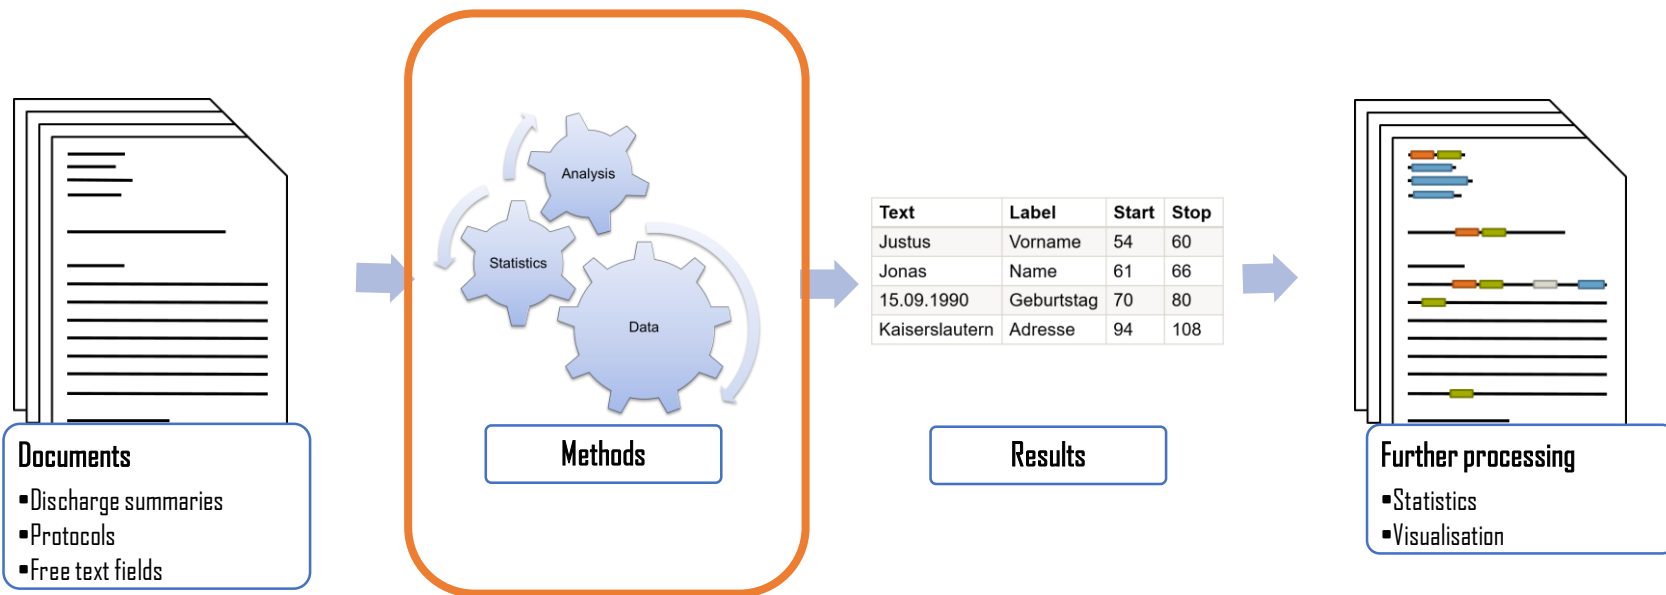 Analysis
Statistics
Data
Text Label Start Stop
Justus Vorname 54 60
Jonas Name 61 66
15.09.1990 Geburtstag 70 80
Kaiserslautern Adresse 94 108
Documents
▪Discharge summaries
▪Protocols
▪Free text fields
Methods
Results
Further processing
▪Statistics
▪Visualisation